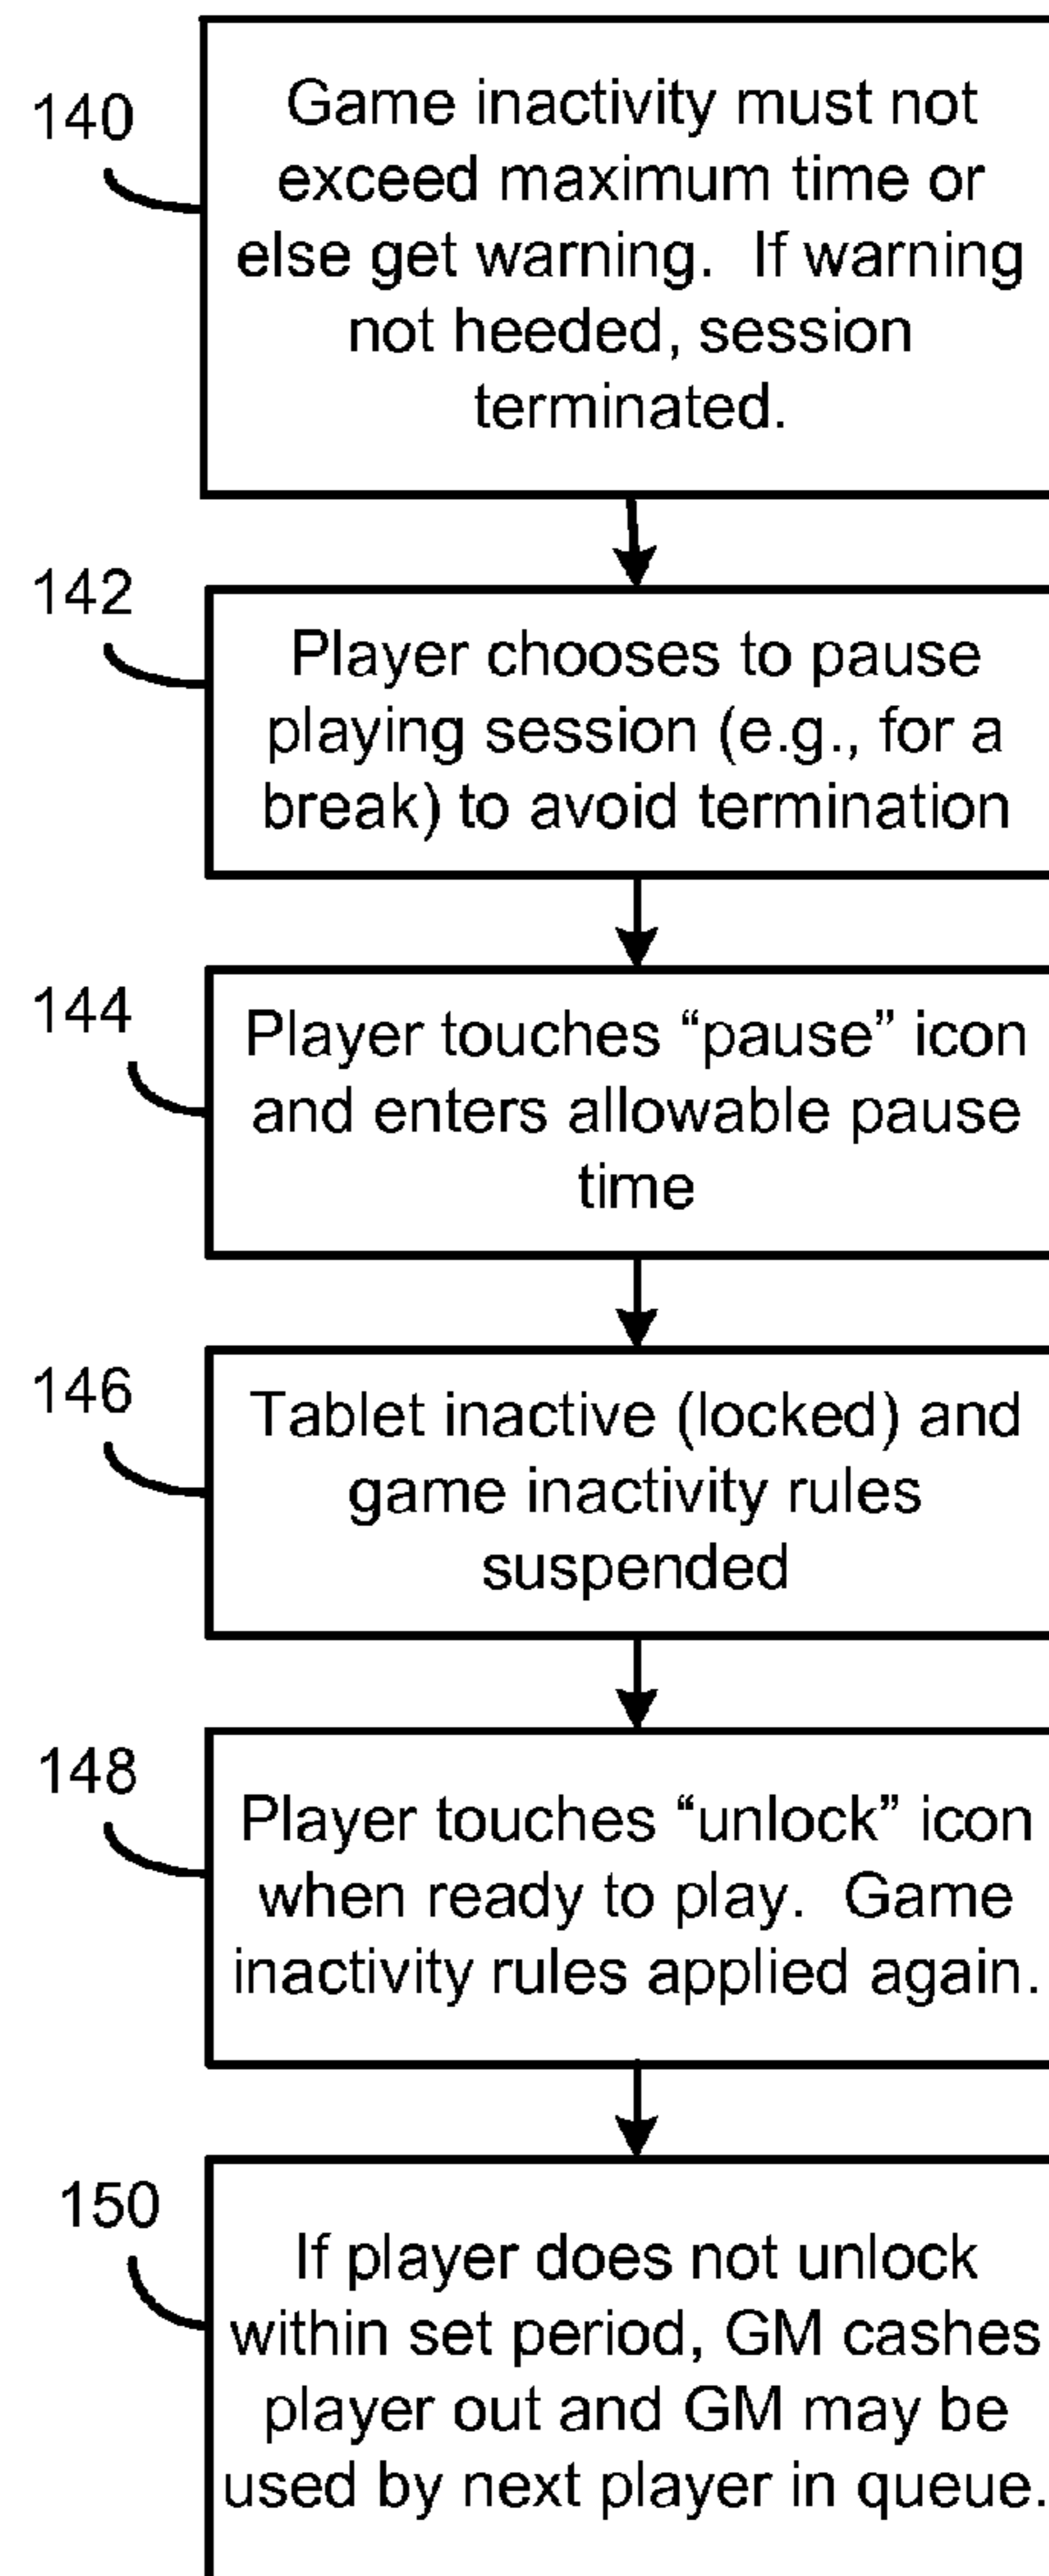 140
Game inactivity must not
exceed maximum time or
else get warning.  If warning
not heeded, session
terminated.
142
Player chooses to pause
playing session (e.g., for a
break) to avoid termination
144
Player touches “pause” icon
and enters allowable pause
time
146
Tablet inactive (locked) and
game inactivity rules
suspended
148
Player touches “unlock” icon
when ready to play.  Game
inactivity rules applied again.
150
If player does not unlock
within set period, GM cashes
player out and GM may be
used by next player in queue.